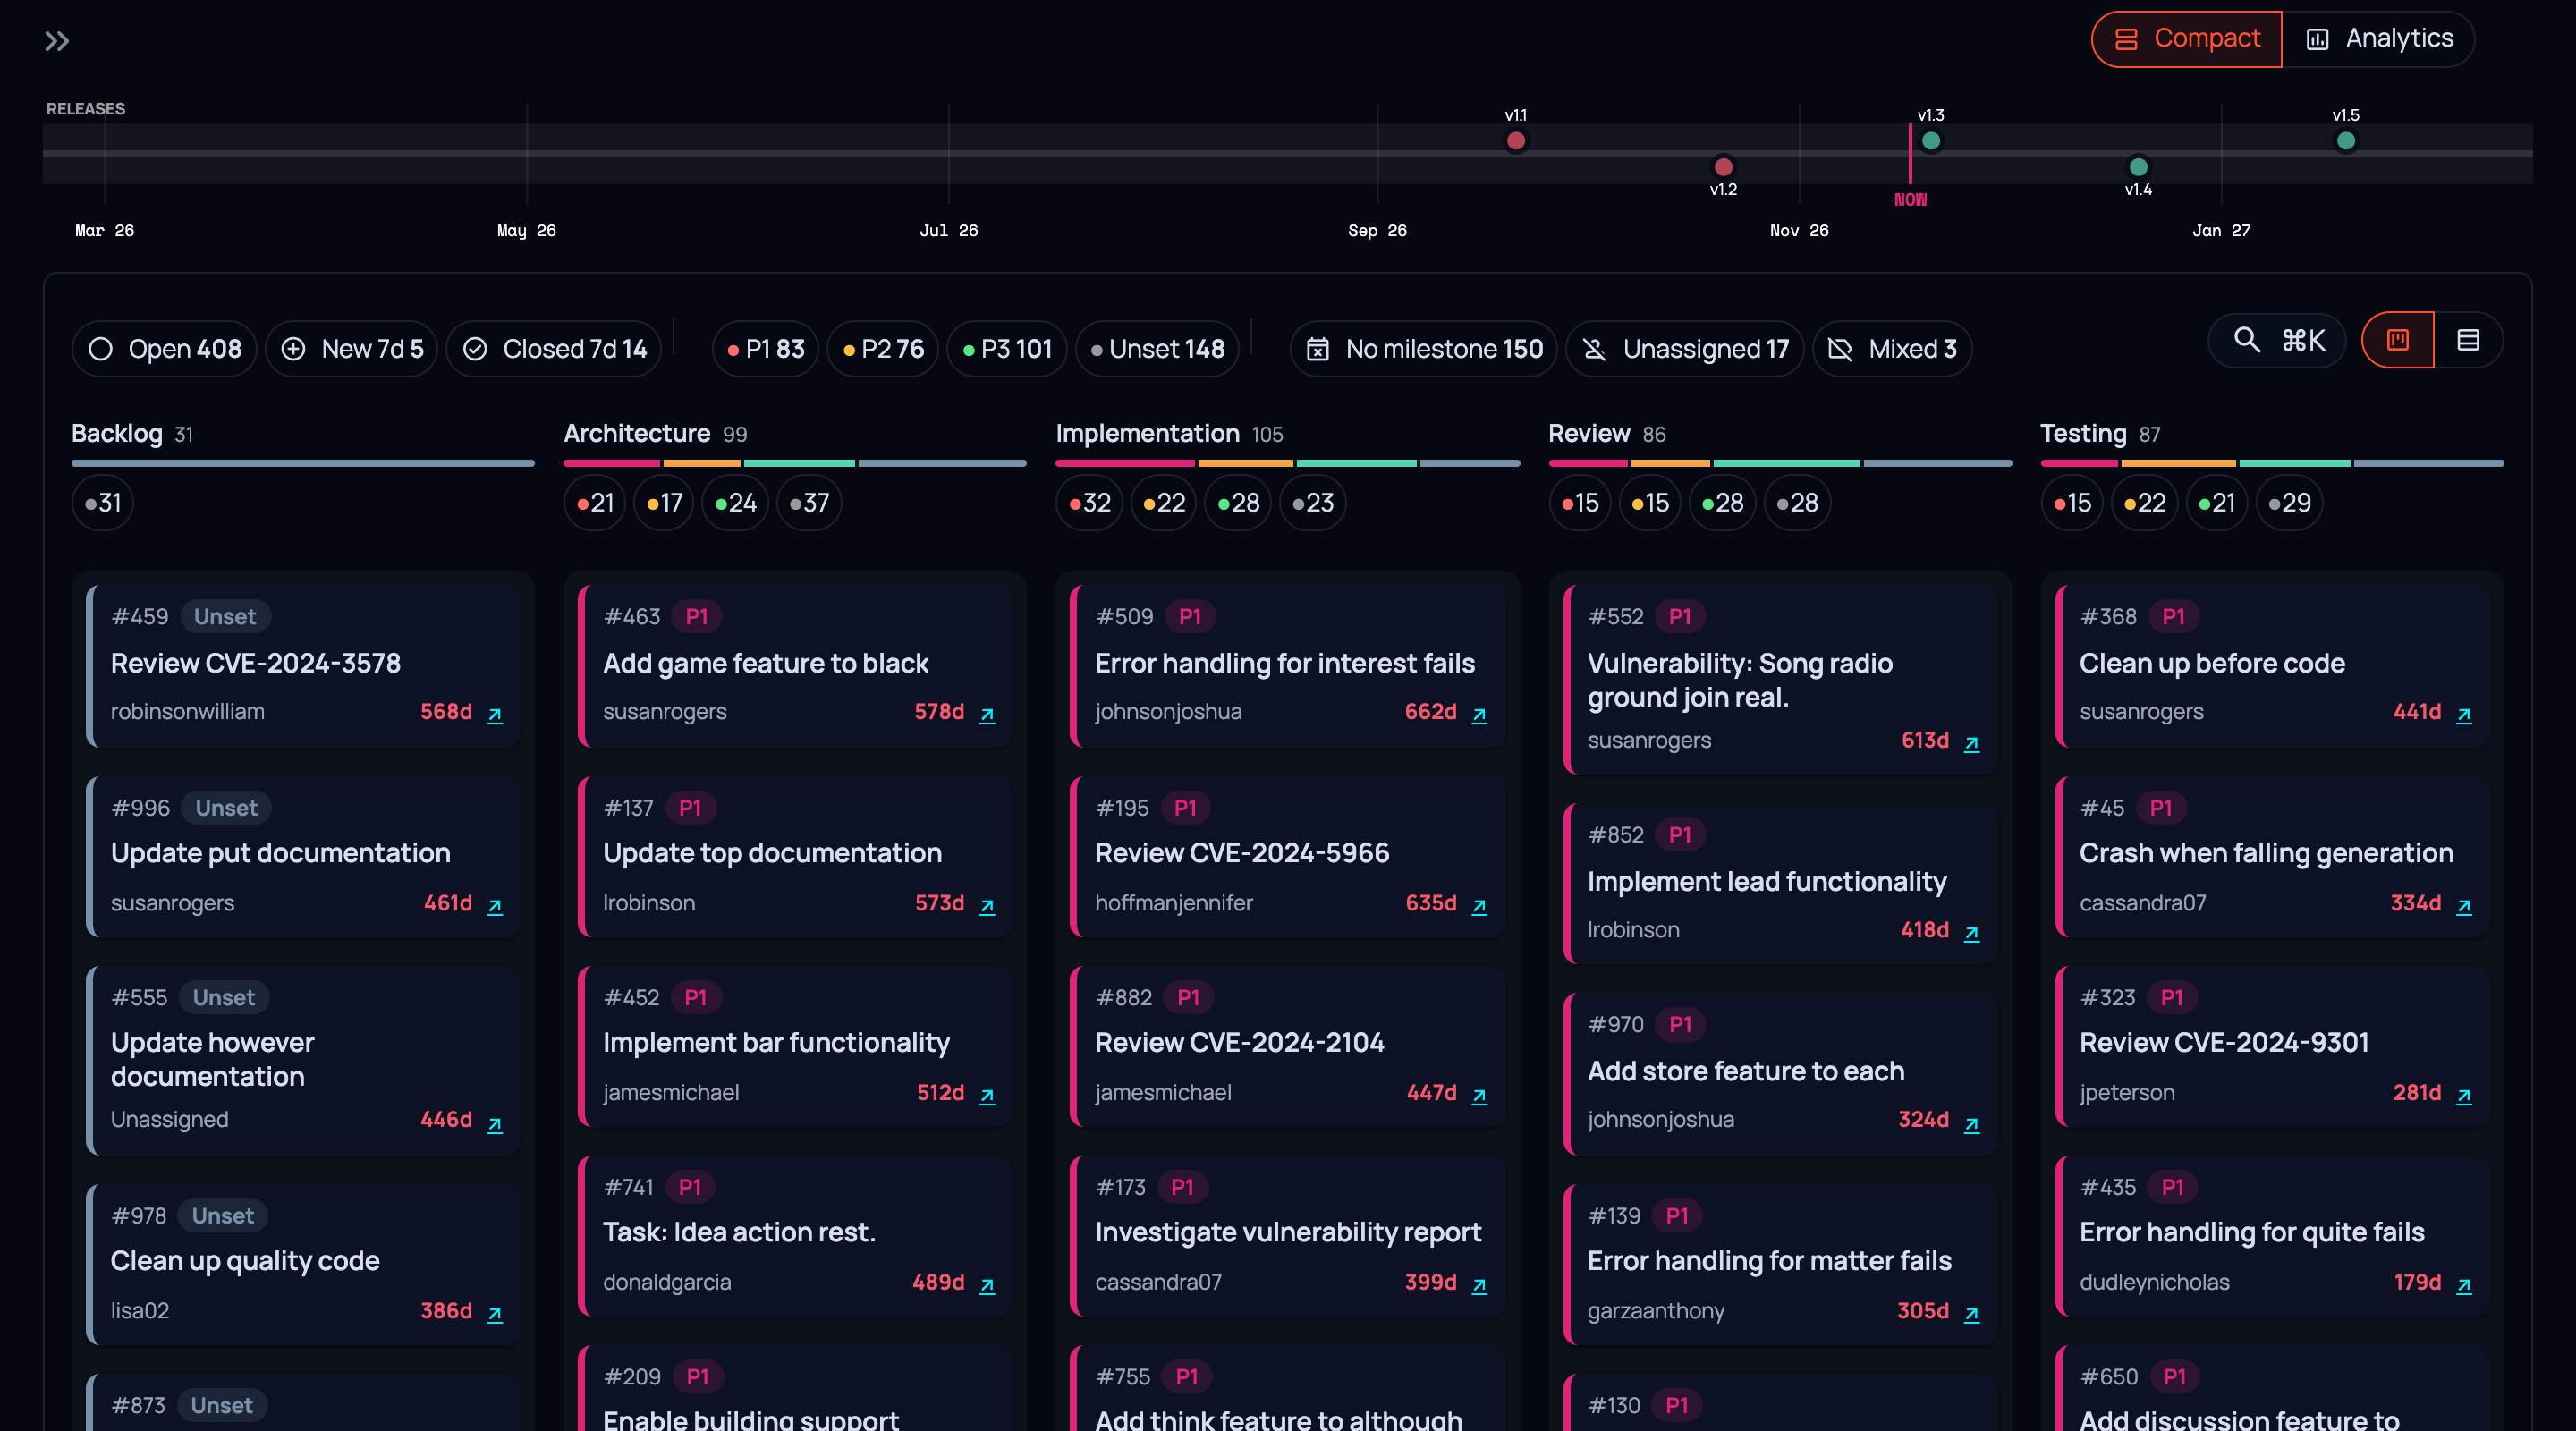 Compact
Analytics
RELEASES
v1.1
v1.3
v1.5
v1.2
NOW
v1.4
Mar 26
May 26
Jul 26
Sep 26
Nov 26
Jan 27
Open 408
New 7d 5
Closed 7d 14
P1 83
P2 76
P3 101
Unset 148
No milestone 150
Unassigned 17
Mixed 3
⌘K
Backlog 31
31
#459 Unset
Review CVE-2024-3578
robinsonwilliam 568d
#996 Unset
Update put documentation
susanrogers 461d
#555 Unset
Update however
documentation
Unassigned 446d
#978 Unset
Clean up quality code
lisa02 386d
#873 Unset
Architecture 99
21 17 24 37
#463 P1
Add game feature to black
susanrogers 578d
#137 P1
Update top documentation
lrobinson 573d
#452 P1
Implement bar functionality
jamesmichael 512d
#741 P1
Task: Idea action rest.
donaldgarcia 489d
#209 P1
Enable building support
Implementation 105
32 22 28 23
#509 P1
Error handling for interest fails
johnsonjoshua 662d
#195 P1
Review CVE-2024-5966
hoffmanjennifer 635d
#882 P1
Review CVE-2024-2104
jamesmichael 447d
#173 P1
Investigate vulnerability report
cassandra07 399d
#755 P1
Add think feature to although
Review 86
15 15 28 28
#552 P1
Vulnerability: Song radio
ground join real.
susanrogers 613d
#852 P1
Implement lead functionality
lrobinson 418d
#970 P1
Add store feature to each
johnsonjoshua 324d
#139 P1
Error handling for matter fails
garzaanthony 305d
#130 P1
Testing 87
15 22 21 29
#368 P1
Clean up before code
susanrogers 441d
#45 P1
Crash when falling generation
cassandra07 334d
#323 P1
Review CVE-2024-9301
jpeterson 281d
#435 P1
Error handling for quite fails
dudleynicholas 179d
#650 P1
Add discussion feature to